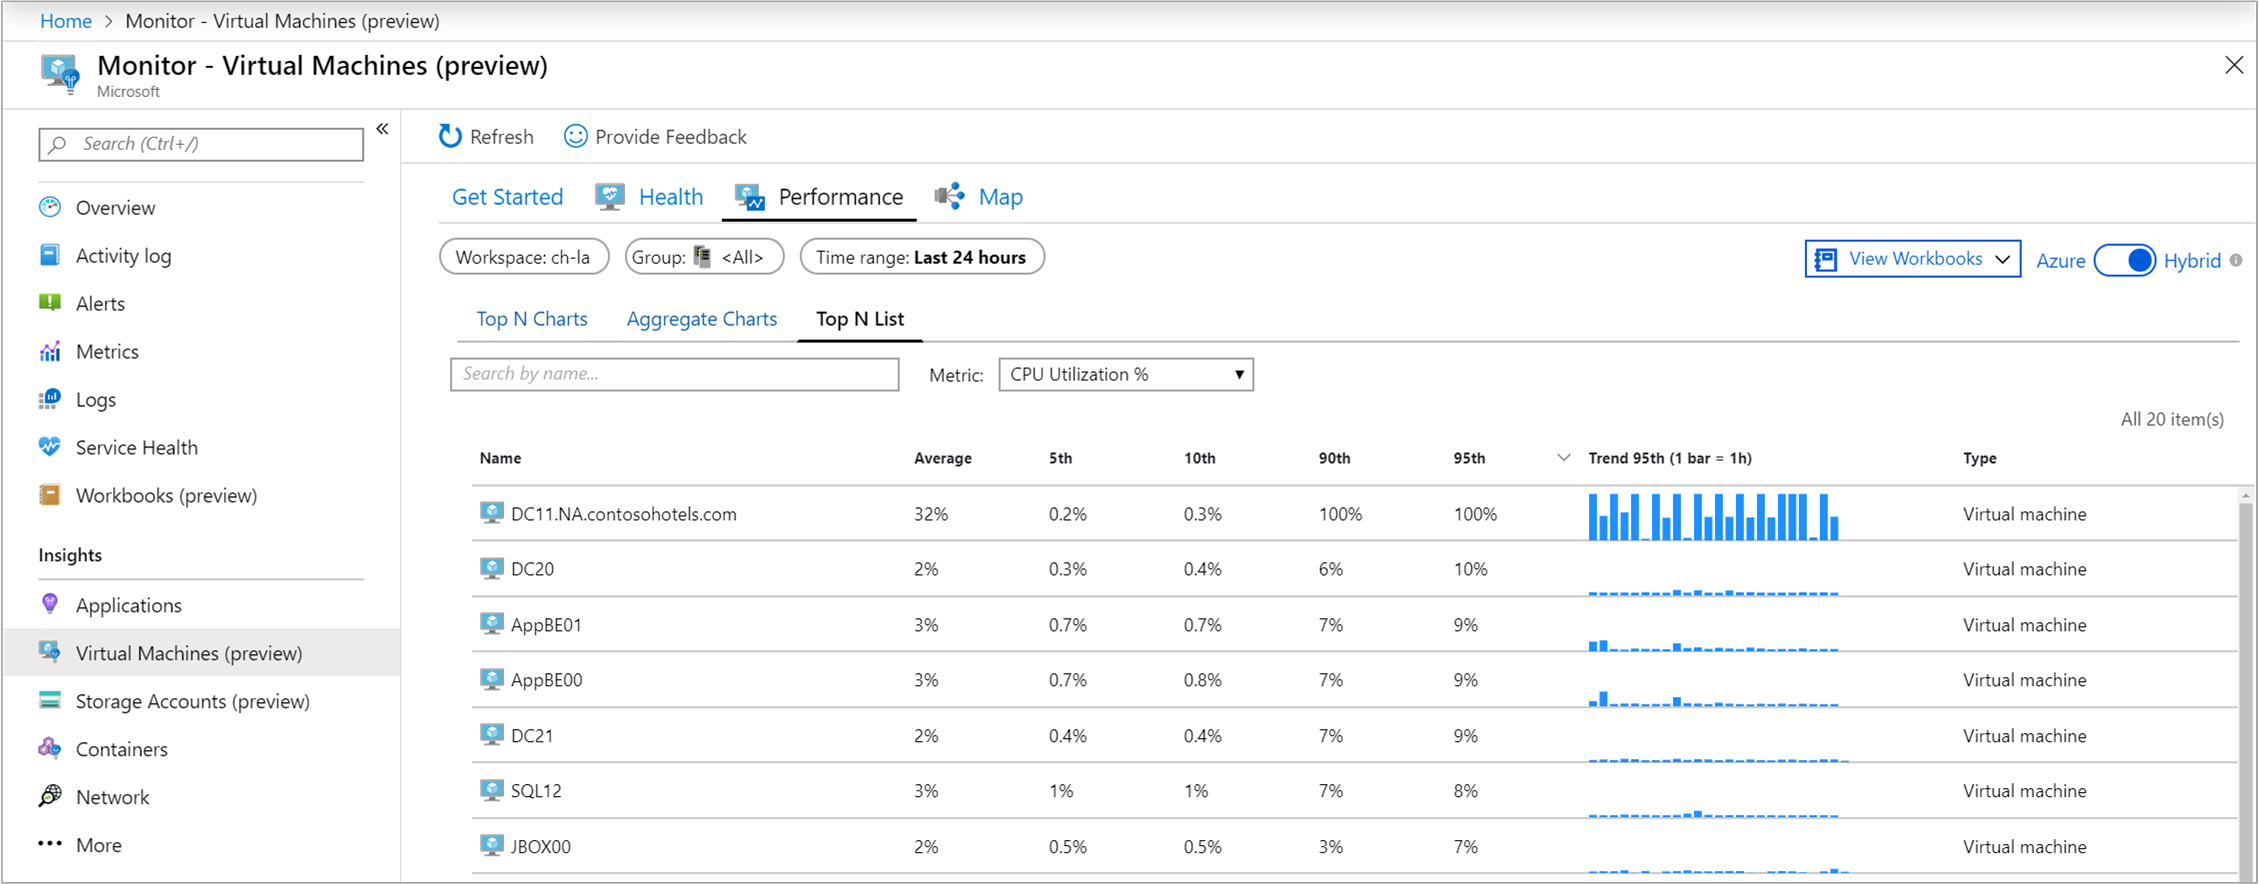 Home > Monitor - Virtual Machines (preview)
Monitor - Virtual Machines (preview)
Microsoft
Search (Ctrl+/)
«
Overview
Activity log
Alerts
Metrics
Logs
Service Health
Workbooks (preview)
Insights
Applications
Virtual Machines (preview)
Storage Accounts (preview)
Containers
Network
More
Refresh Provide Feedback
Get Started Health Performance Map
Workspace: ch-la Group: <All> Time range: Last 24 hours View Workbooks Azure Hybrid
Top N Charts Aggregate Charts Top N List
Search by name... Metric: CPU Utilization %
All 20 item(s)
Name Average 5th 10th 90th 95th Trend 95th (1 bar = 1h) Type
DC11.NA.contosohotels.com 32% 0.2% 0.3% 100% 100% Virtual machine
DC20 2% 0.3% 0.4% 6% 10% Virtual machine
AppBE01 3% 0.7% 0.7% 7% 9% Virtual machine
AppBE00 3% 0.7% 0.8% 7% 9% Virtual machine
DC21 2% 0.4% 0.4% 7% 9% Virtual machine
SQL12 3% 1% 1% 7% 8% Virtual machine
JBOX00 2% 0.5% 0.5% 3% 7% Virtual machine